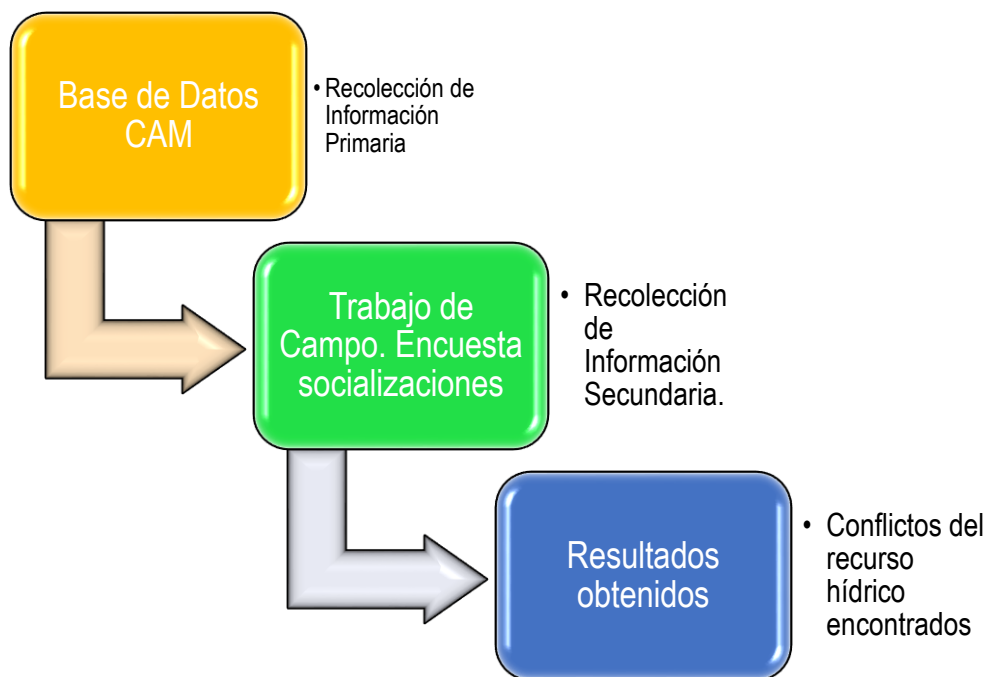 Base de Datos
CAM
• Recolección de
Información
Primaria
Trabajo de
Campo. Encuesta
socializaciones
• Recolección
de
Información
Secundaria.
Resultados
obtenidos
• Conflictos del
recurso
hídrico
encontrados